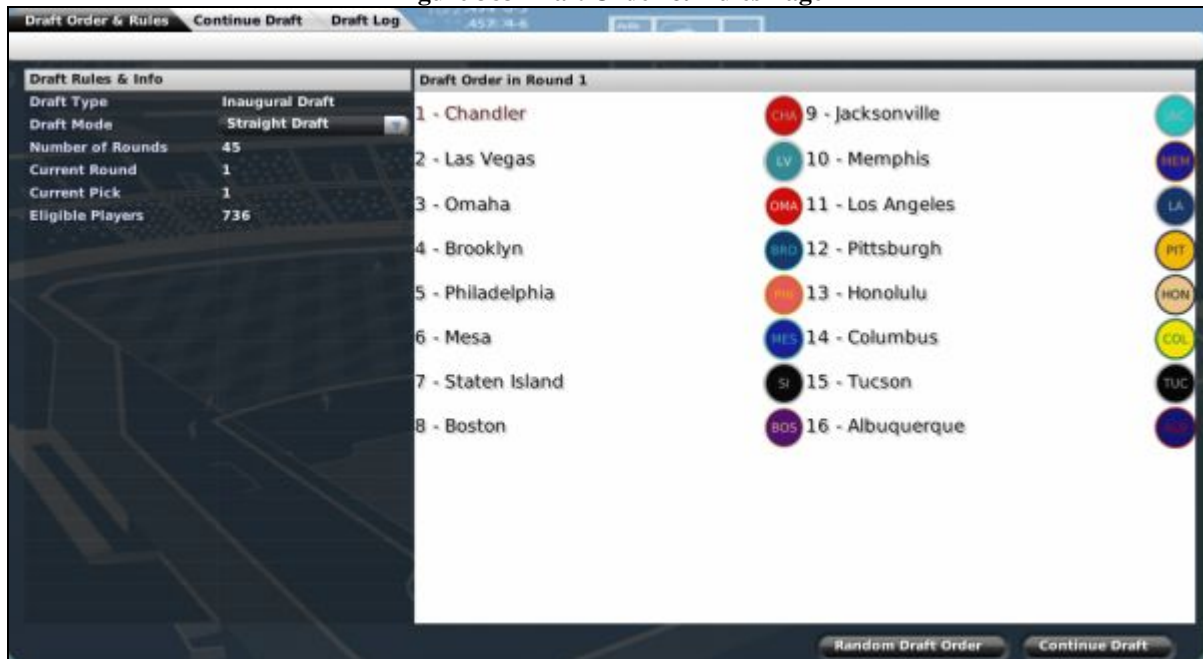 Draft Order & Rules Continue Draft Draft Log
Draft Rules & Info
Draft Type Inaugural Draft
Draft Mode Straight Draft
Number of Rounds 45
Current Round 1
Current Pick 1
Eligible Players 736
Draft Order in Round 1
1 - Chandler CHA
2 - Las Vegas LV
3 - Omaha OMA
4 - Brooklyn BRO
5 - Philadelphia
6 - Mesa MES
7 - Staten Island SI
8 - Boston BOS
9 - Jacksonville
10 - Memphis MEM
11 - Los Angeles LA
12 - Pittsburgh PIT
13 - Honolulu HON
14 - Columbus COL
15 - Tucson TUC
16 - Albuquerque
Random Draft Order Continue Draft